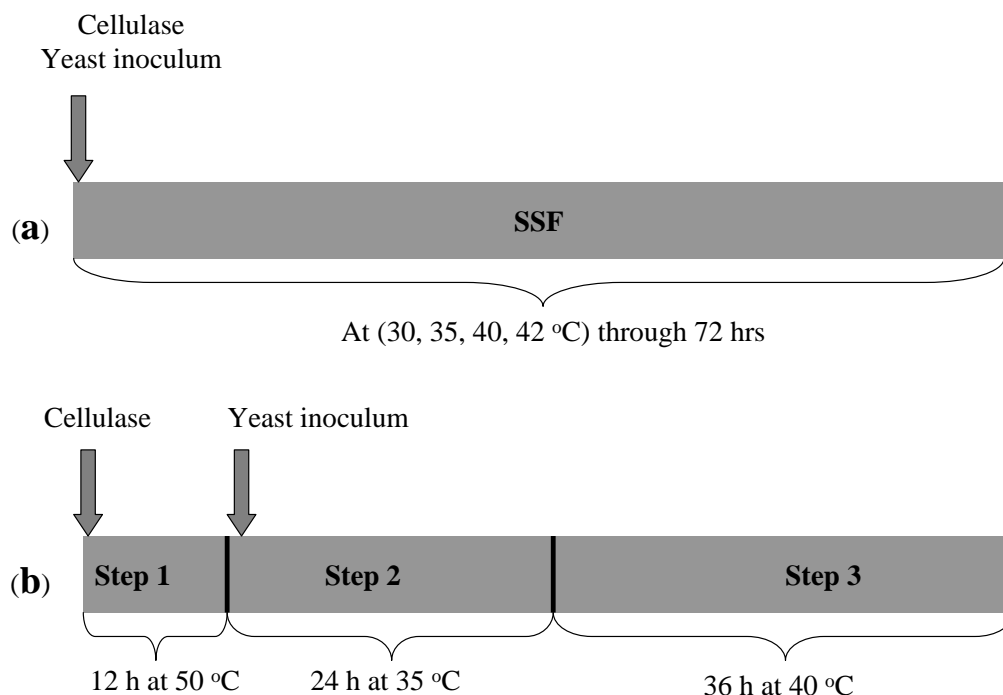 Cellulase
Yeast inoculum
(a)
SSF
At (30, 35, 40, 42 °C) through 72 hrs
Cellulase
Yeast inoculum
(b)
Step 1
Step 2
Step 3
12 h at 50 °C
24 h at 35 °C
36 h at 40 °C